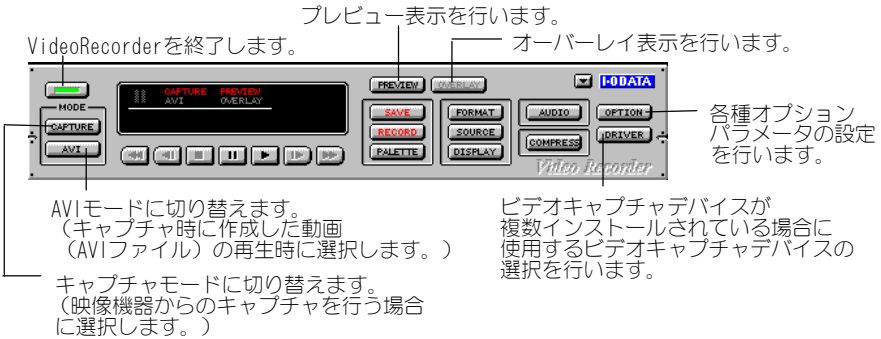 プレビュー表示を行います。
VideoRecorderを終了します。
オーバーレイ表示を行います。
PREVIEW
OVERLAY
I-O DATA
CAPTURE PREVIEW
AVI OVERLAY
MODE
CAPTURE
AVI
SAVE
RECORD
PALETTE
FORMAT
SOURCE
DISPLAY
AUDIO
COMPRESS
OPTION
DRIVER
Video Recorder
各種オプション
パラメータの設定
を行います。
AVIモードに切り替えます。
（キャプチャ時に作成した動画
（AVIファイル）の再生時に選択します。）
ビデオキャプチャデバイスが
複数インストールされている場合に
使用するビデオキャプチャデバイスの
選択を行います。
キャプチャモードに切り替えます。
（映像機器からのキャプチャを行う場合
に選択します。）